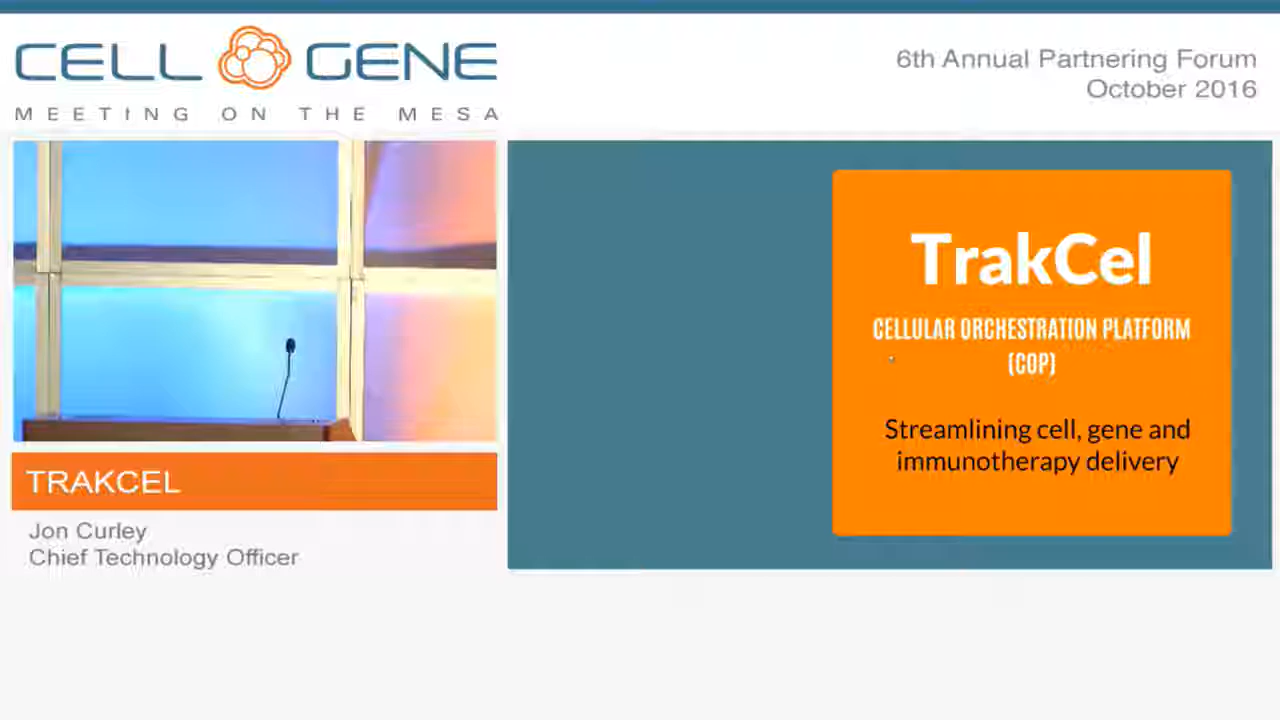 CELL GENE
MEETING ON THE MESA
6th Annual Partnering Forum
October 2016
TrakCel
CELLULAR ORCHESTRATION PLATFORM
(COP)
Streamlining cell, gene and
immunotherapy delivery
TRAKCEL
Jon Curley
Chief Technology Officer